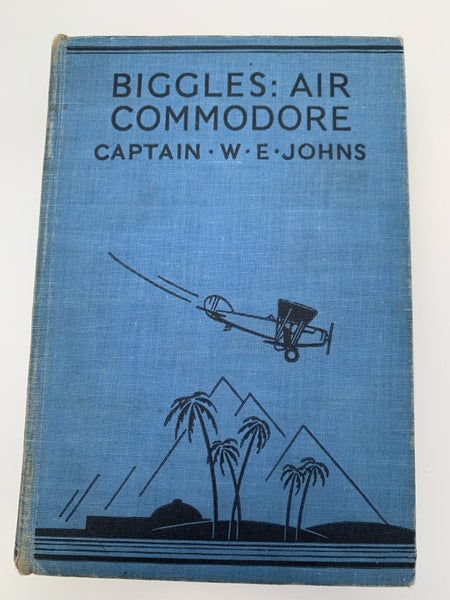 BIGGLES: AIR
COMMODORE
CAPTAIN · W · E · JOHNS